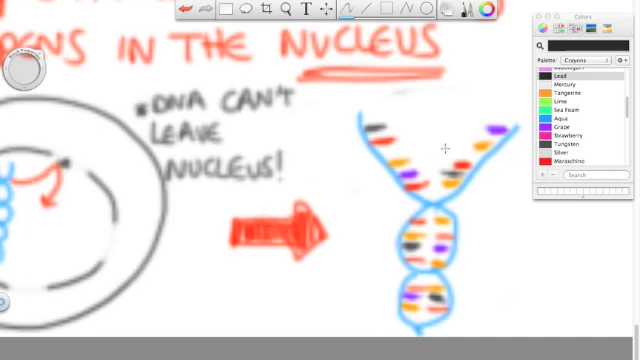 PENS IN THE NUCLEUS
DNA CAN'T
LEAVE
NUCLEUS!
Colors
Palette: Crayons
Lead
Mercury
Tangerine
Lime
Sea Foam
Aqua
Grape
Strawberry
Tungsten
Silver
Maraschino
Search